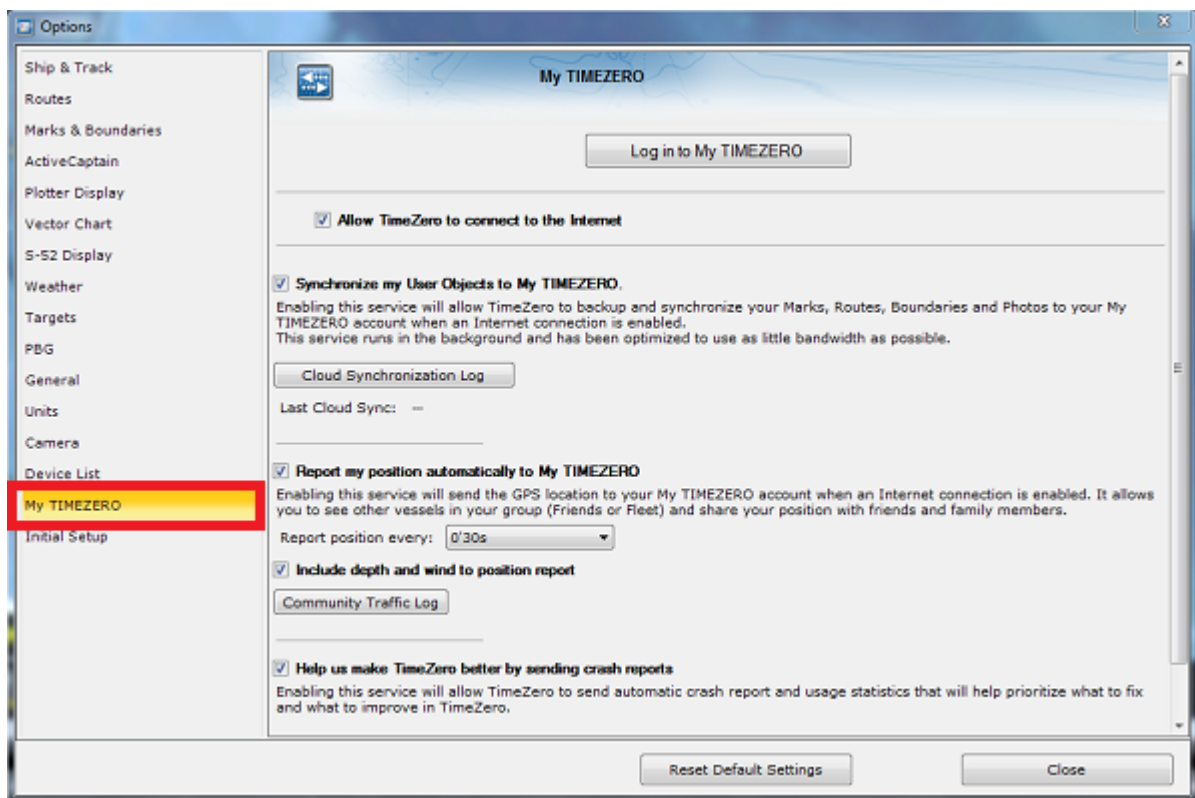 Options
Ship & Track
Routes
Marks & Boundaries
ActiveCaptain
Plotter Display
Vector Chart
S-52 Display
Weather
Targets
PBG
General
Units
Camera
Device List
My TIMEZERO
Initial Setup
My TIMEZERO
Log in to My TIMEZERO
Allow TimeZero to connect to the Internet
Synchronize my User Objects to My TIMEZERO.
Enabling this service will allow TimeZero to backup and synchronize your Marks, Routes, Boundaries and Photos to your My
TIMEZERO account when an Internet connection is enabled.
This service runs in the background and has been optimized to use as little bandwidth as possible.
Cloud Synchronization Log
Last Cloud Sync: --
Report my position automatically to My TIMEZERO
Enabling this service will send the GPS location to your My TIMEZERO account when an Internet connection is enabled. It allows
you to see other vessels in your group (Friends or Fleet) and share your position with friends and family members.
Report position every: 0'30s
Include depth and wind to position report
Community Traffic Log
Help us make TimeZero better by sending crash reports
Enabling this service will allow TimeZero to send automatic crash report and usage statistics that will help prioritize what to fix
and what to improve in TimeZero.
Reset Default Settings
Close